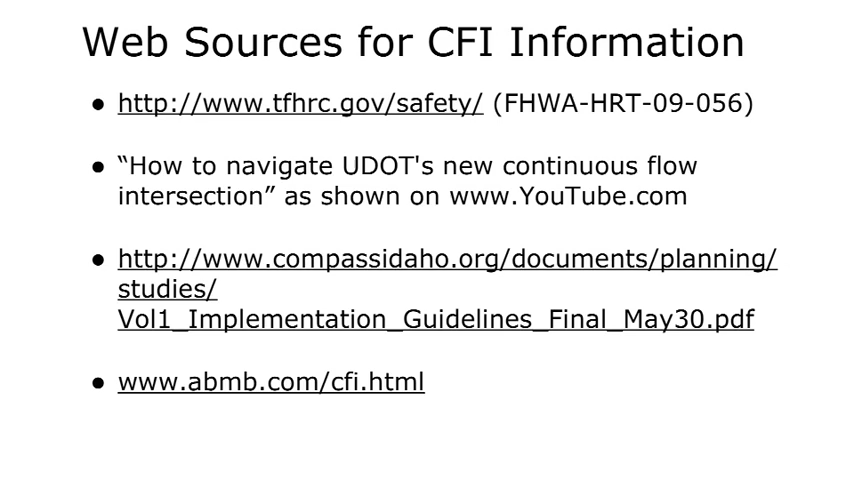 Web Sources for CFI Information
● http://www.tfhrc.gov/safety/ (FHWA-HRT-09-056)
● “How to navigate UDOT's new continuous flow
intersection” as shown on www.YouTube.com
● http://www.compassidaho.org/documents/planning/
studies/
Vol1_Implementation_Guidelines_Final_May30.pdf
● www.abmb.com/cfi.html